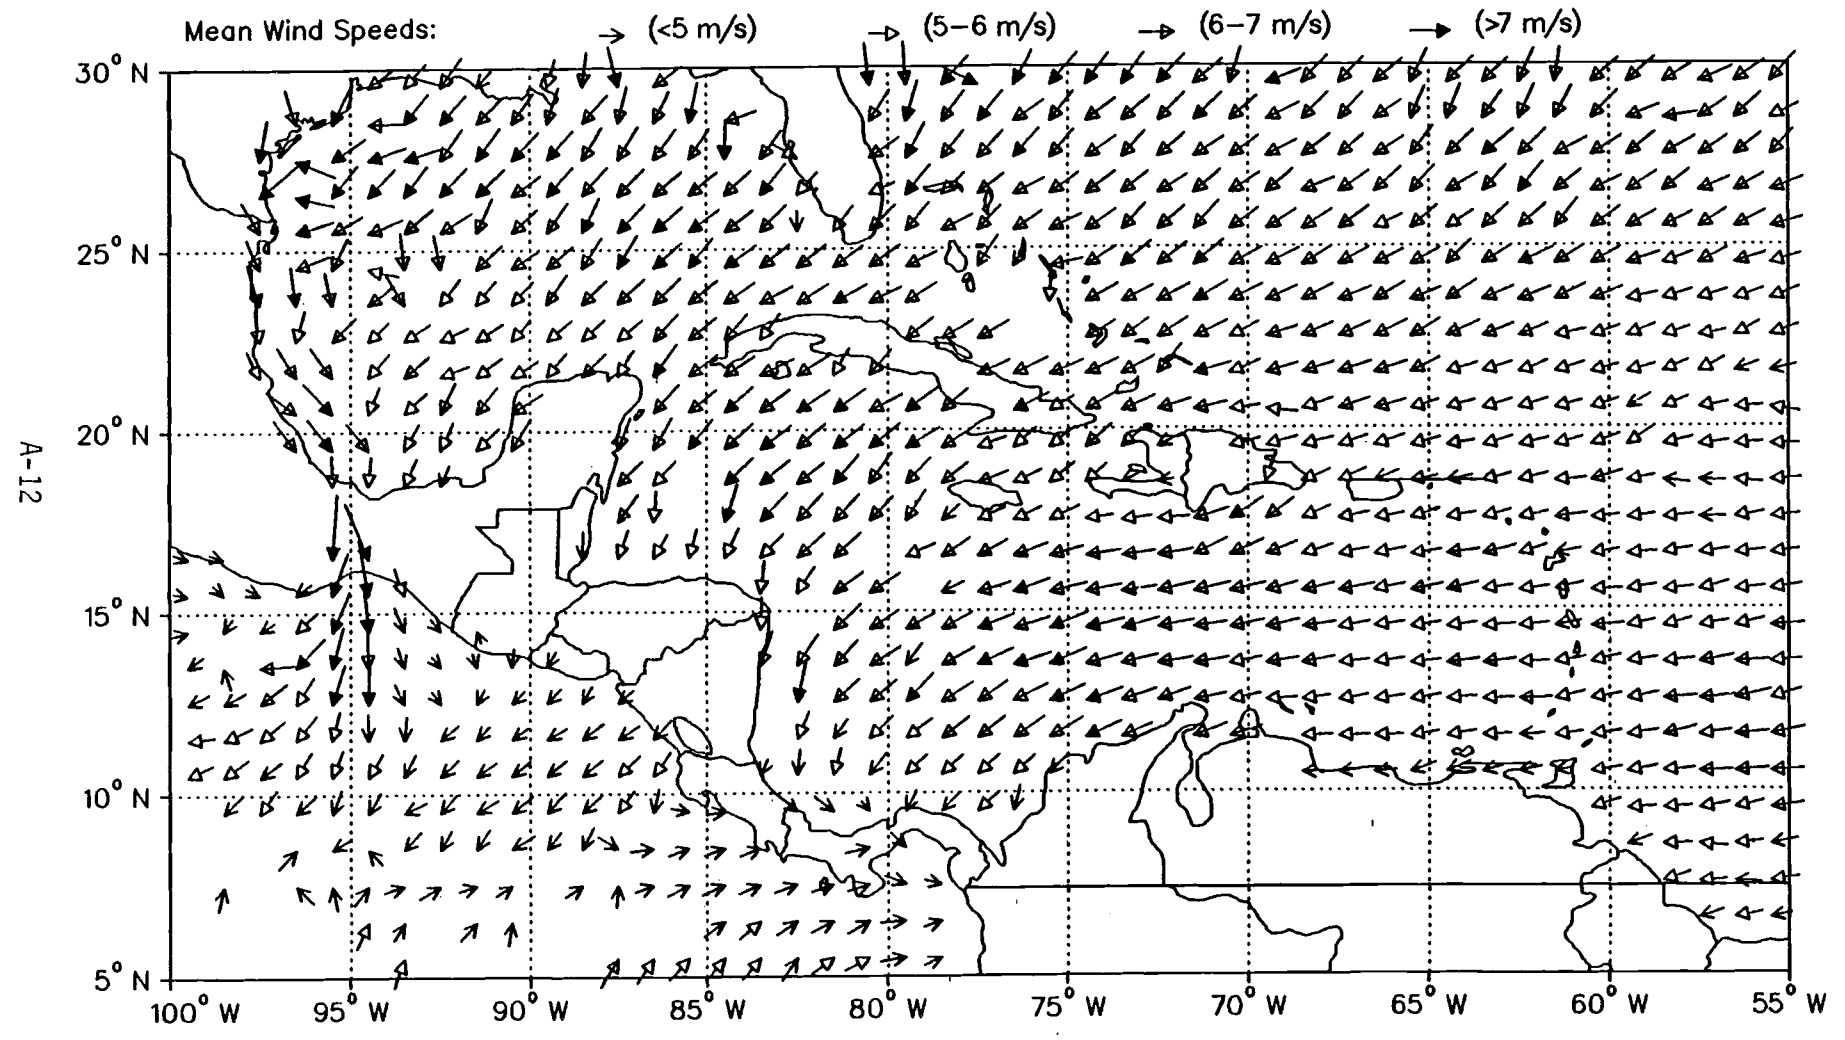 Mean Wind Speeds: (<5 m/s) (5–6 m/s) (6–7 m/s) (>7 m/s)
30° N
25° N
20° N
15° N
10° N
5° N
100° W 95° W 90° W 85° W 80° W 75° W 70° W 65° W 60° W 55° W
A-12